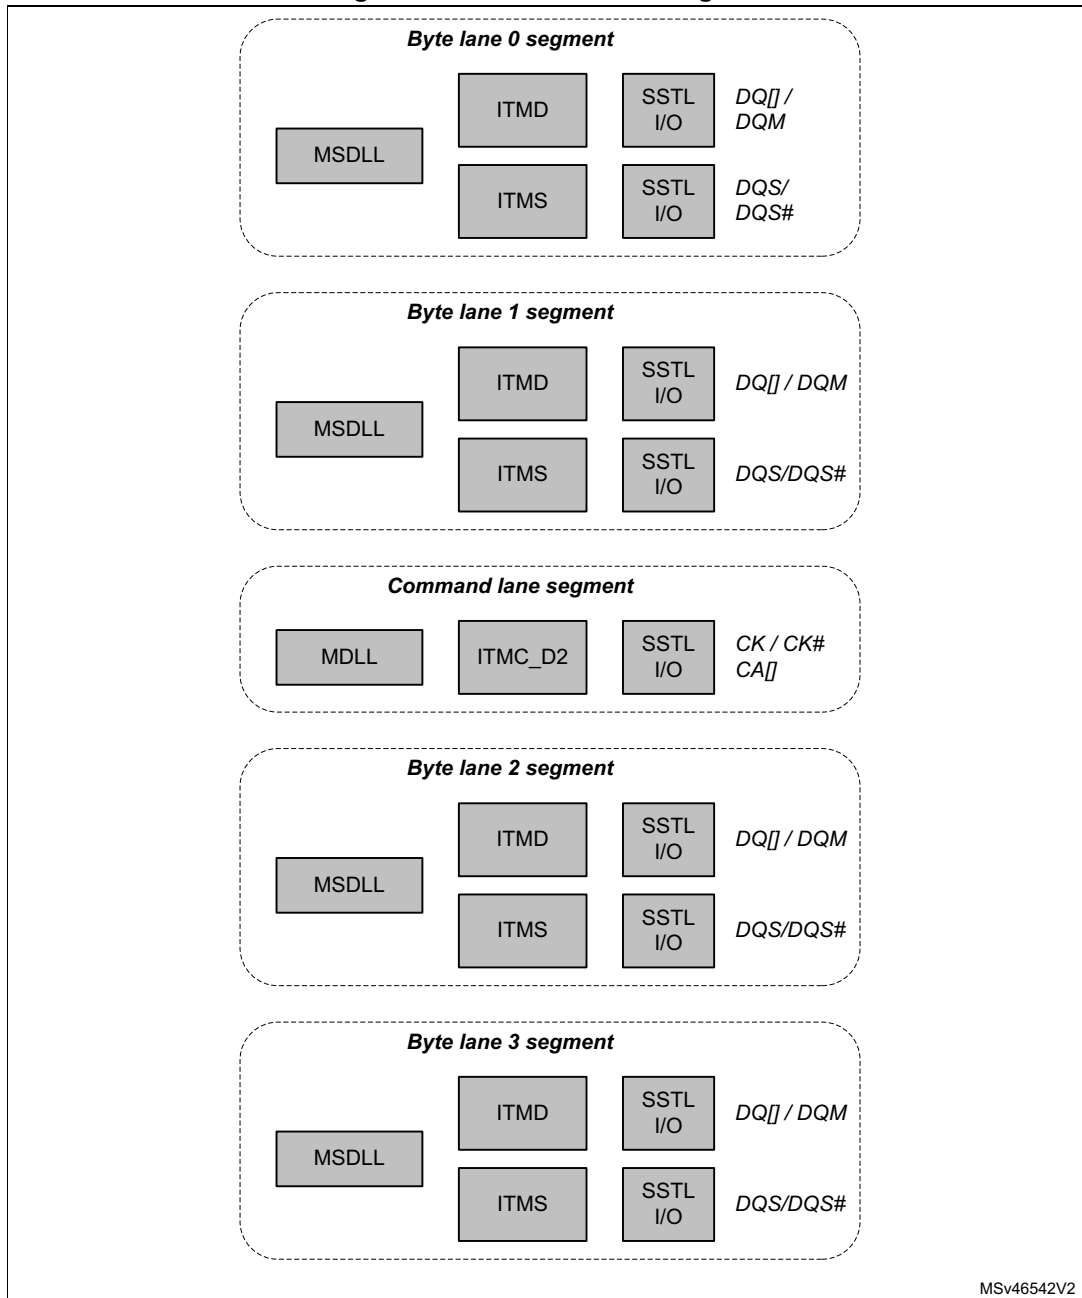 Byte lane 0 segment
ITMD
SSTL
I/O
DQ[] /
DQM
MSDLL
ITMS
SSTL
I/O
DQS/
DQS#
Byte lane 1 segment
ITMD
SSTL
I/O
DQ[] / DQM
MSDLL
ITMS
SSTL
I/O
DQS/DQS#
Command lane segment
MDLL
ITMC_D2
SSTL
I/O
CK / CK#
CA[]
Byte lane 2 segment
ITMD
SSTL
I/O
DQ[] / DQM
MSDLL
ITMS
SSTL
I/O
DQS/DQS#
Byte lane 3 segment
ITMD
SSTL
I/O
DQ[] / DQM
MSDLL
ITMS
SSTL
I/O
DQS/DQS#
MSv46542V2